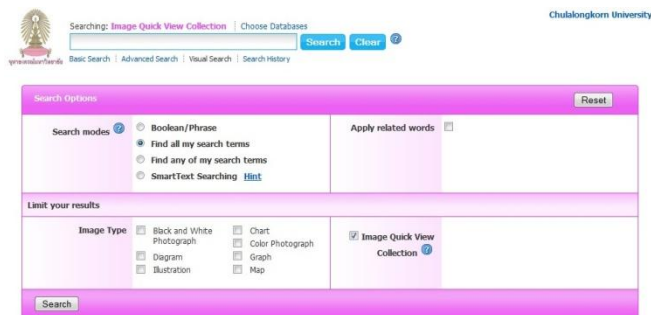 Chulalongkorn University
Searching: Image Quick View Collection | Choose Databases
Search Clear ?
Basic Search | Advanced Search | Visual Search | Search History
Search Options
Reset
Search modes ?
Boolean/Phrase
Find all my search terms
Find any of my search terms
SmartText Searching Hint
Apply related words
Limit your results
Image Type
Black and White
Photograph
Diagram
Illustration
Chart
Color Photograph
Graph
Map
Image Quick View
Collection ?
Search